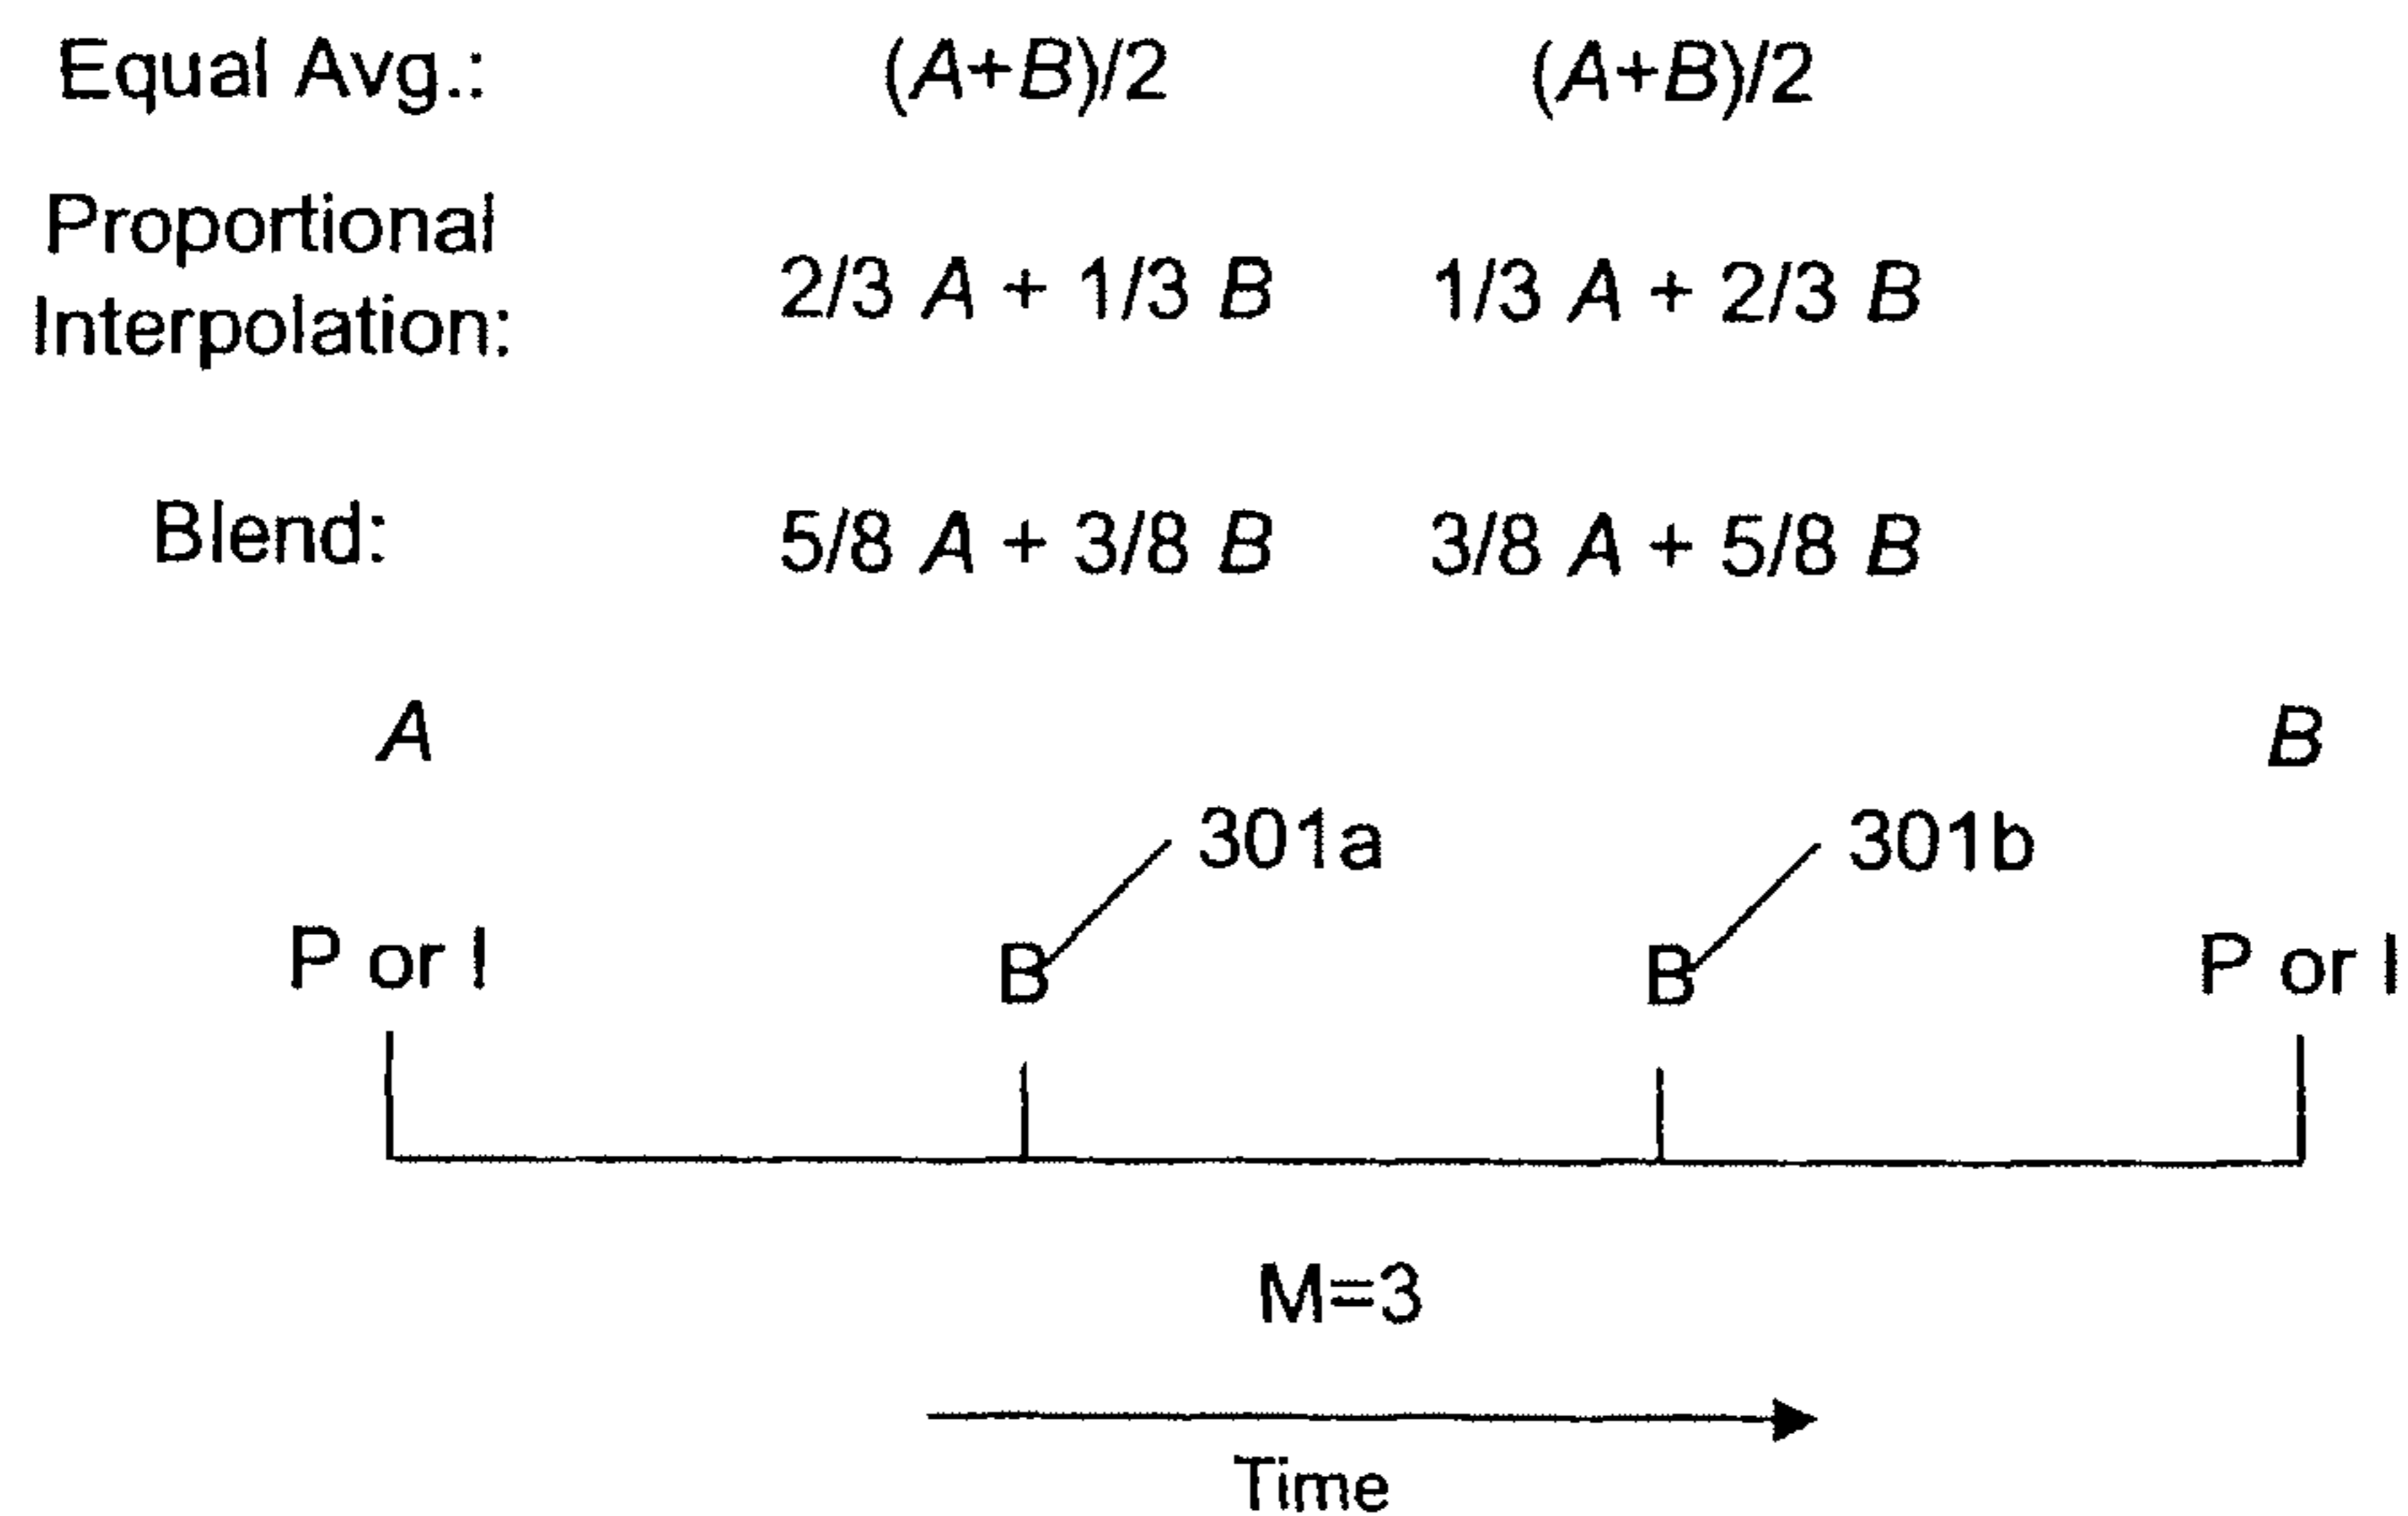 Equal Avg.: (A+B)/2 (A+B)/2
Proportional
Interpolation: 2/3 A + 1/3 B 1/3 A + 2/3 B
Blend: 5/8 A + 3/8 B 3/8 A + 5/8 B
A B
301a 301b
P or I B B P or I
M=3
Time